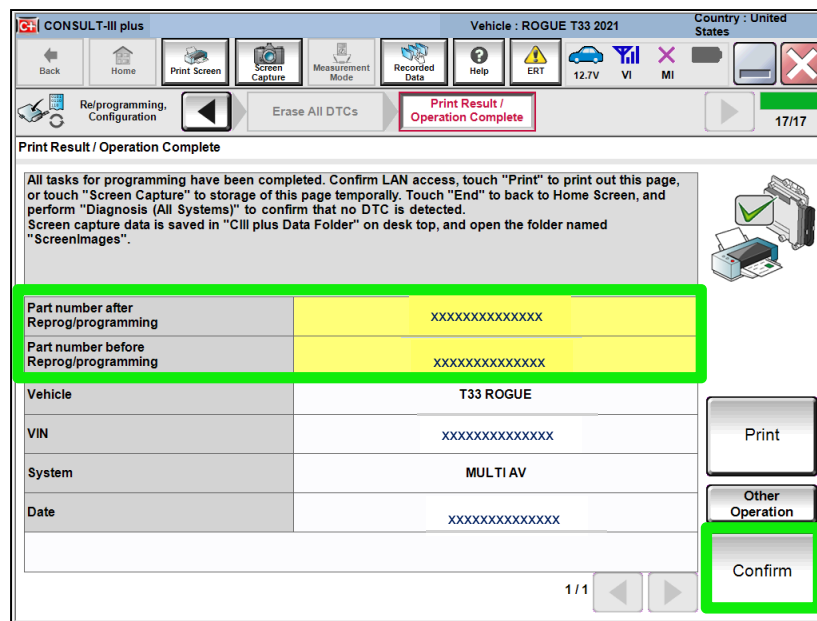 C+ CONSULT-III plus
Vehicle : ROGUE T33 2021
Country : United
States
Back
Home
Print Screen
Screen
Capture
Measurement
Mode
Recorded
Data
Help
ERT
12.7V
VI
MI
Re/programming,
Configuration
Erase All DTCs
Print Result /
Operation Complete
17/17
Print Result / Operation Complete
All tasks for programming have been completed. Confirm LAN access, touch "Print" to print out this page,
or touch "Screen Capture" to storage of this page temporally. Touch "End" to back to Home Screen, and
perform "Diagnosis (All Systems)" to confirm that no DTC is detected.
Screen capture data is saved in "CIII plus Data Folder" on desk top, and open the folder named
"ScreenImages".
Part number after
Reprog/programming
XXXXXXXXXXXXXX
Part number before
Reprog/programming
XXXXXXXXXXXXXX
Vehicle
T33 ROGUE
VIN
XXXXXXXXXXXXXX
System
MULTI AV
Date
XXXXXXXXXXXXXX
1/1
Print
Other
Operation
Confirm